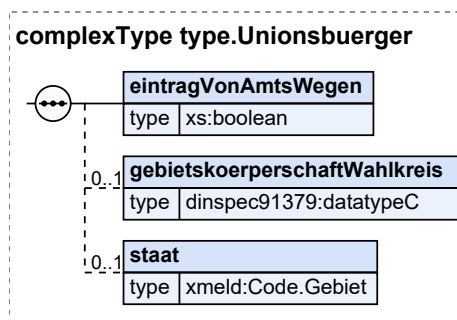 complexType type.Unionsbuerger
eintragVonAmtsWegen
type xs:boolean
0..1
gebietskoerperschaftWahlkreis
type dinspec91379:datatypeC
0..1
staat
type xmeld:Code.Gebiet